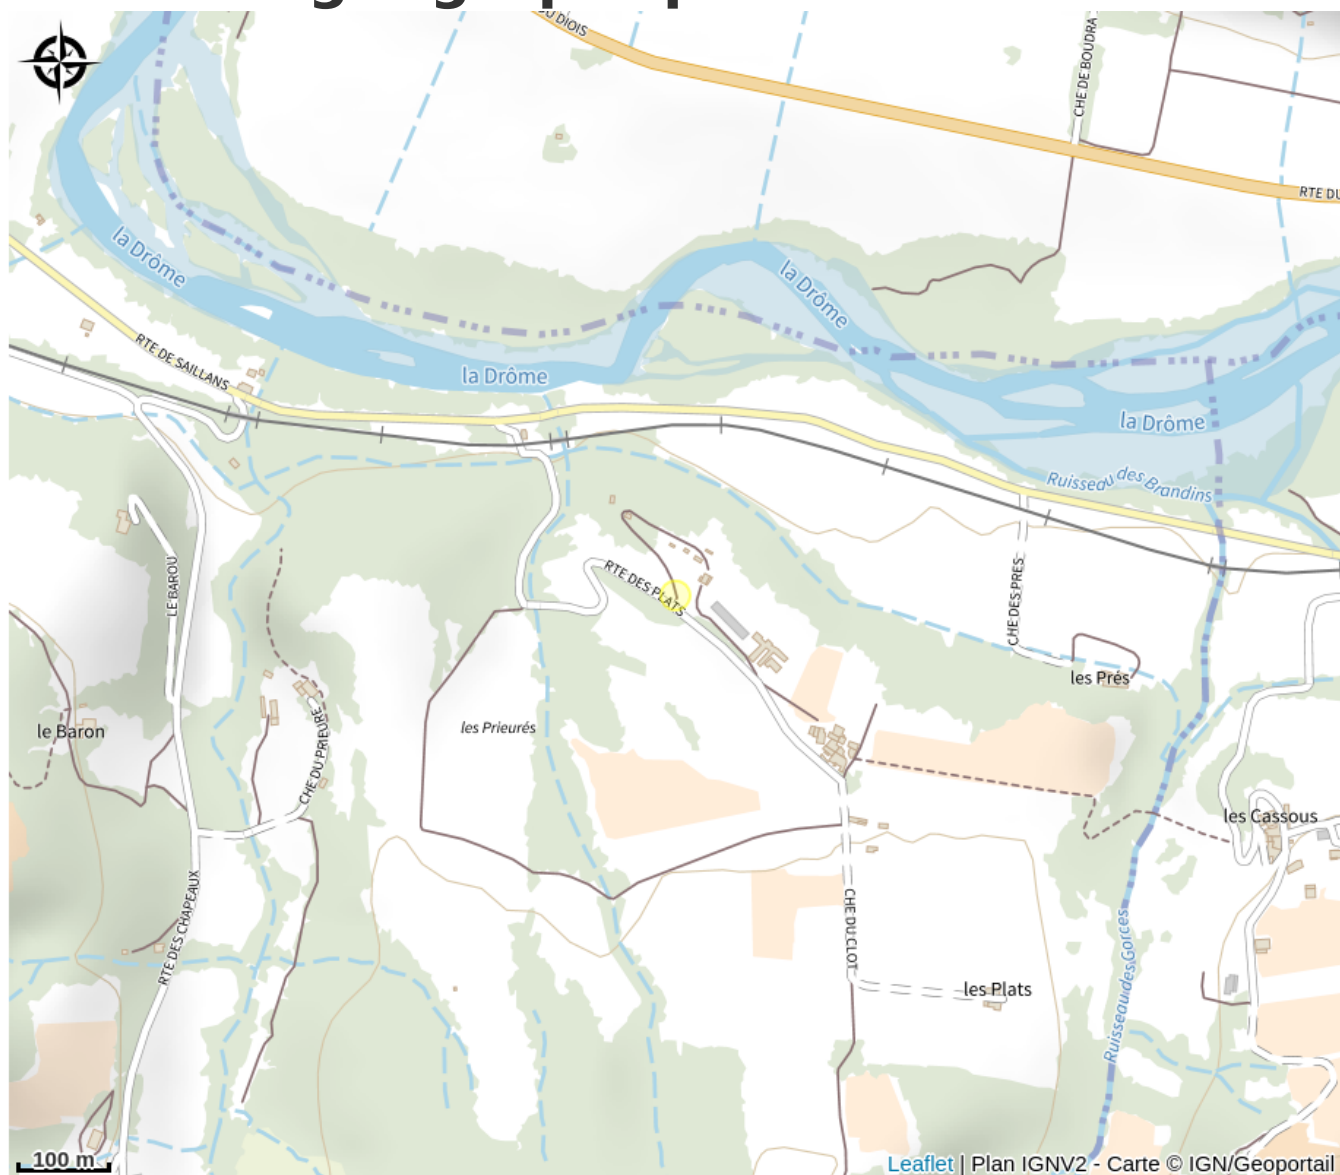 DU DIOIS
CHE DE BOUDRA
RTE DU
la Drôme
la Drôme
RTE DE SAILLANS
la Drôme
la Drôme
Ruisseau des Brandins
LE BAROU
RTE DES PLATS
CHE DES PRES
les Prés
le Baron
les Prieurés
CHE DU PRIEURE
les Cassous
RTE DES CHAPEAUX
CHE DU CLOT
les Plats
Ruisseau des Gorces
100 m
Leaflet | Plan IGNV2 - Carte © IGN/Geoportail